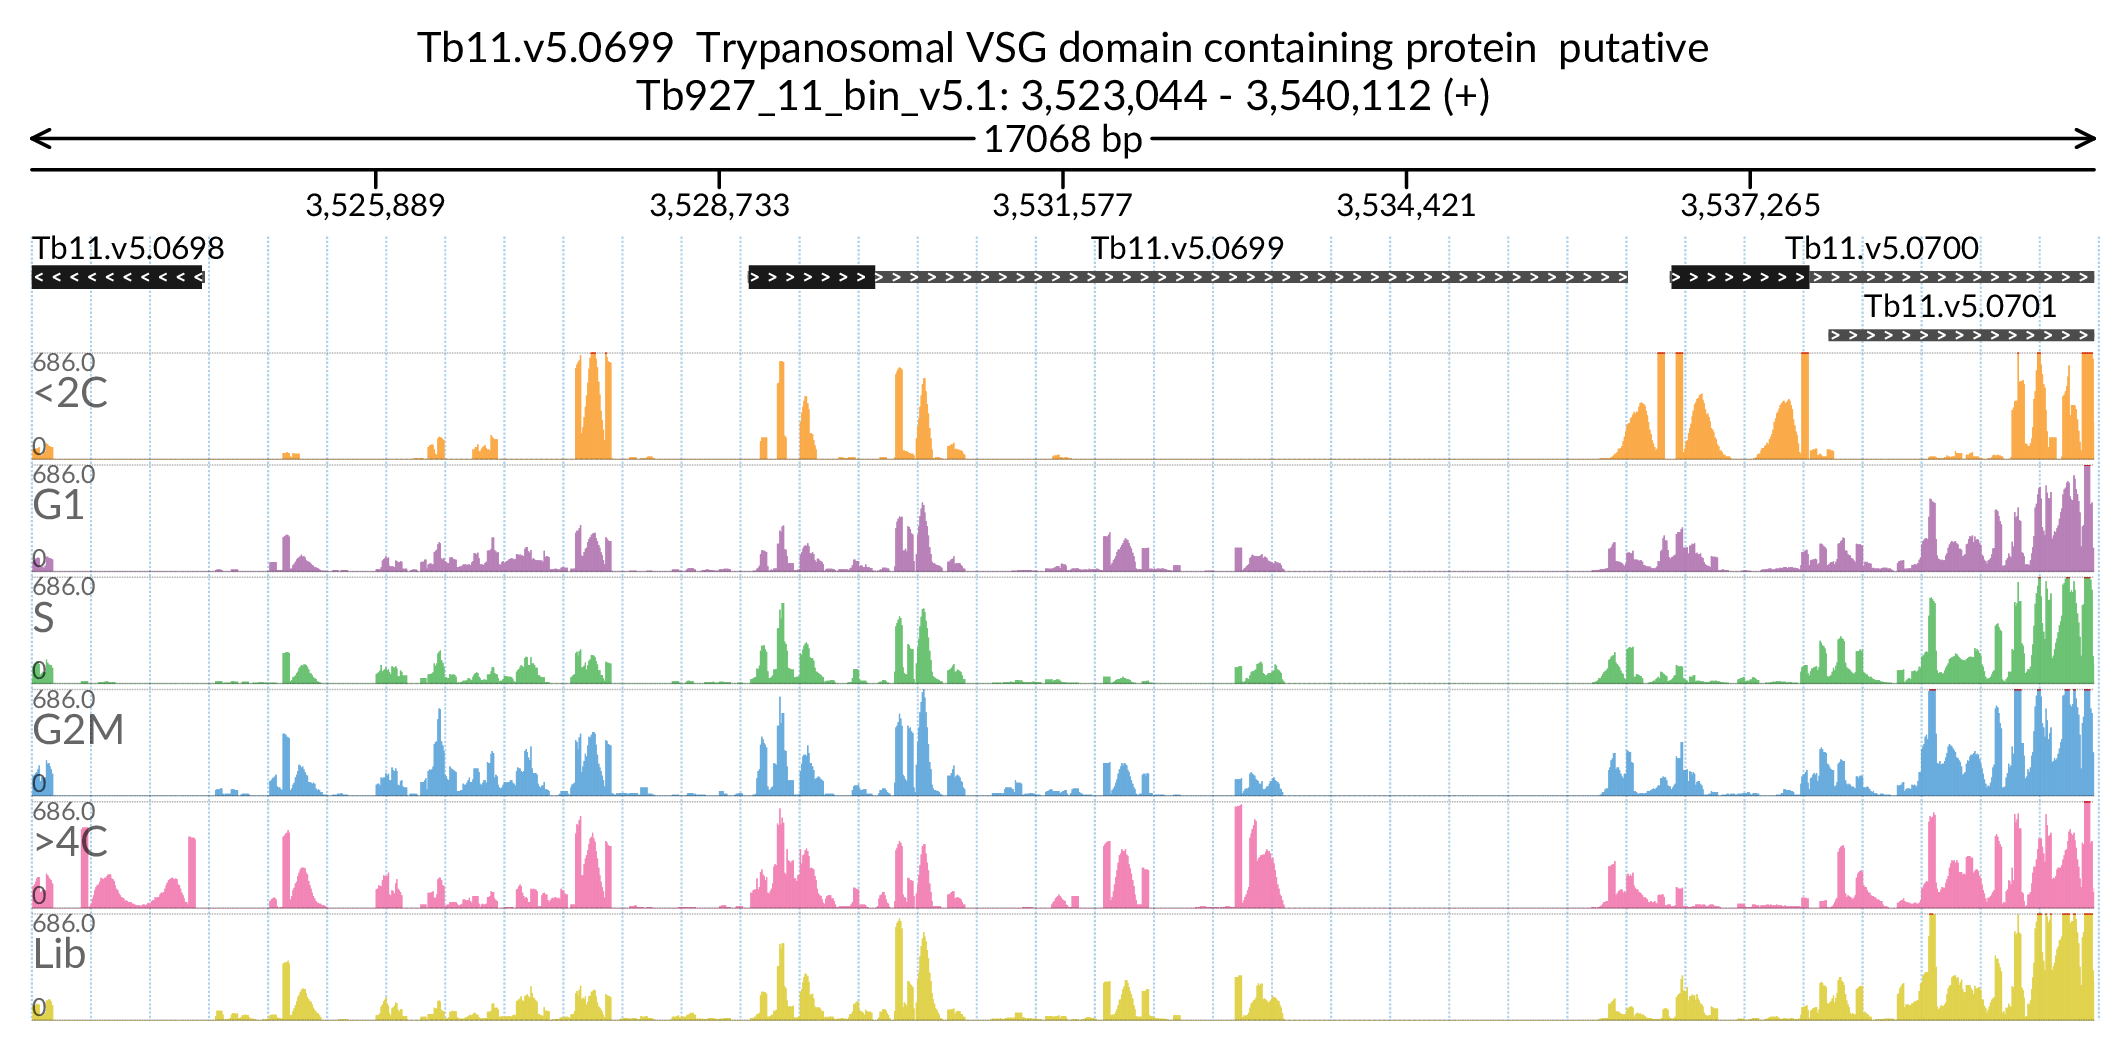 Tb11.v5.0699  Trypanosomal VSG domain containing protein  putative
Tb927_11_bin_v5.1: 3,523,044 - 3,540,112 (+)
17068 bp
3,525,889 3,528,733 3,531,577 3,534,421 3,537,265
Tb11.v5.0698 Tb11.v5.0699 Tb11.v5.0700
Tb11.v5.0701
686.0
<2C
0
686.0
G1
0
686.0
S
0
686.0
G2M
0
686.0
>4C
0
686.0
Lib
0